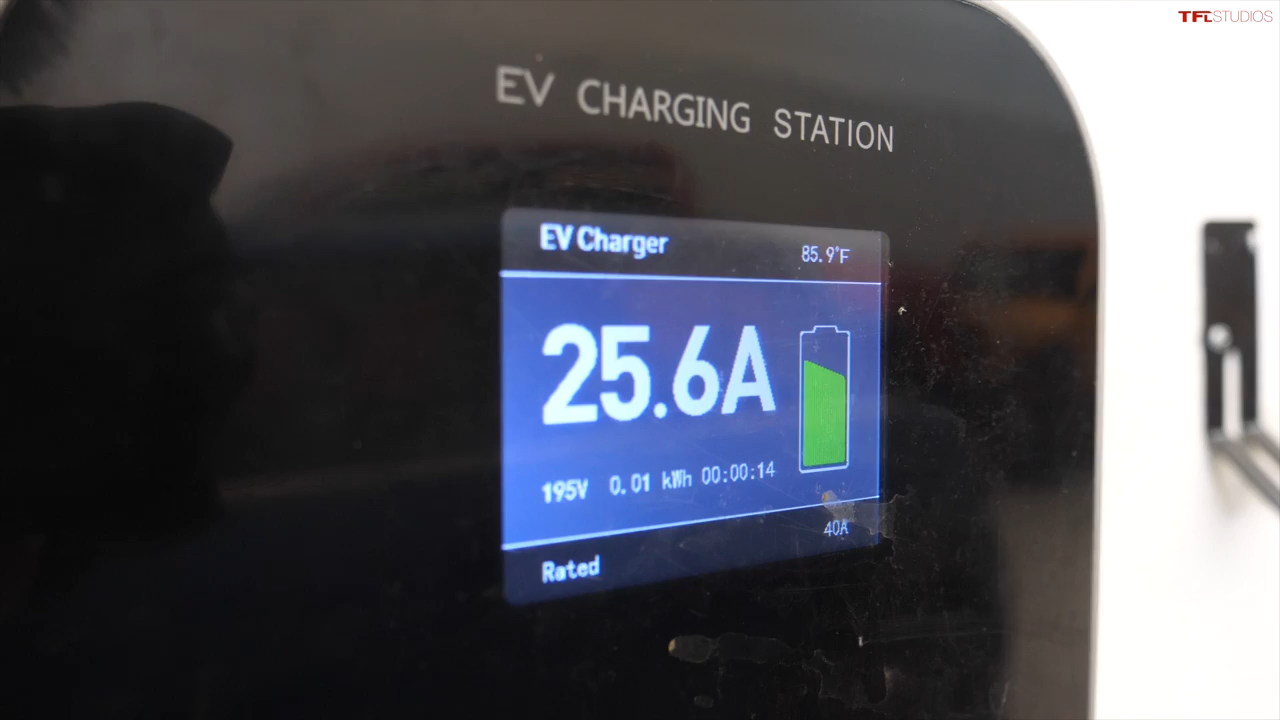 TFLSTUDIOS
EV CHARGING STATION
EV Charger 85.9°F
25.6A
195V 0.01 kWh 00:00:14
Rated 40A